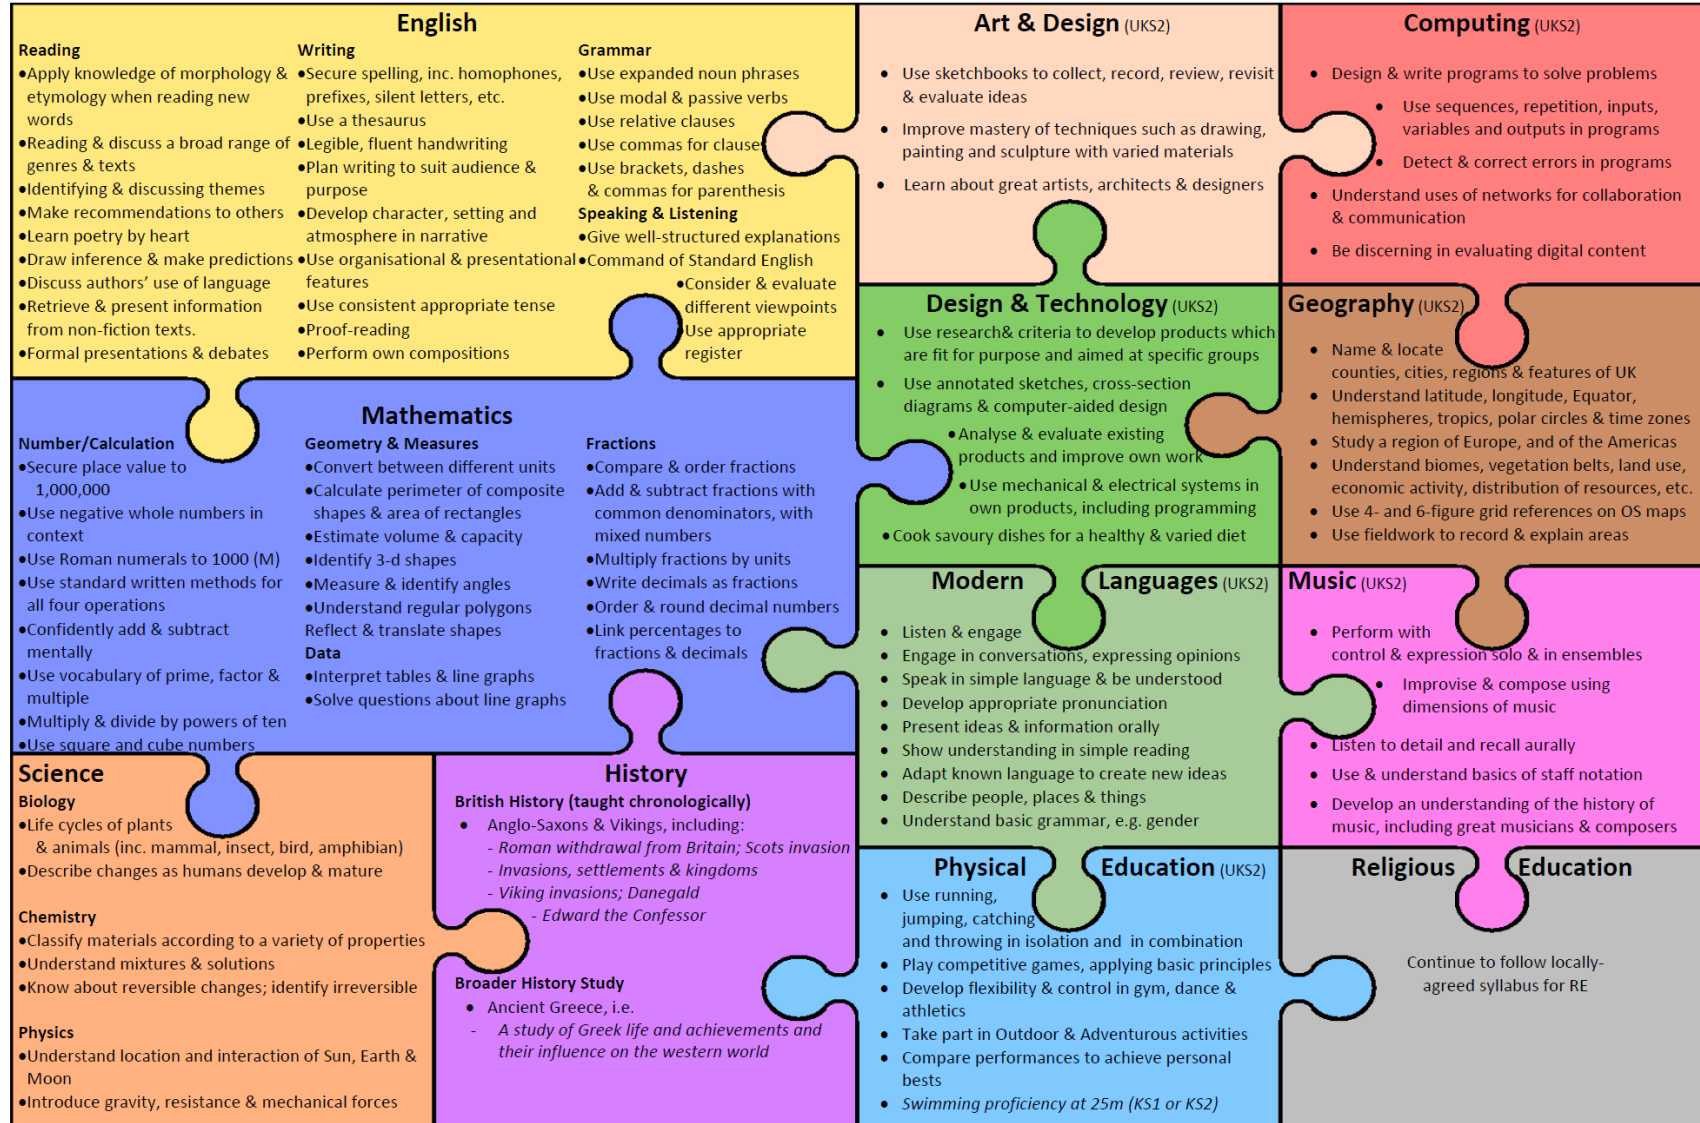 English
Reading
•Apply knowledge of morphology &
etymology when reading new
words
•Reading & discuss a broad range of
genres & texts
•Identifying & discussing themes
•Make recommendations to others
•Learn poetry by heart
•Draw inference & make predictions
•Discuss authors' use of language
•Retrieve & present information
from non-fiction texts.
•Formal presentations & debates
Writing
•Secure spelling, inc. homophones,
prefixes, silent letters, etc.
•Use a thesaurus
•Legible, fluent handwriting
•Plan writing to suit audience &
purpose
•Develop character, setting and
atmosphere in narrative
•Use organisational & presentational
features
•Use consistent appropriate tense
•Proof-reading
•Perform own compositions
Grammar
•Use expanded noun phrases
•Use modal & passive verbs
•Use relative clauses
•Use commas for clauses
•Use brackets, dashes
& commas for parenthesis
Speaking & Listening
•Give well-structured explanations
•Command of Standard English
•Consider & evaluate
different viewpoints
•Use appropriate
register
Art & Design (UKS2)
• Use sketchbooks to collect, record, review, revisit
& evaluate ideas
• Improve mastery of techniques such as drawing,
painting and sculpture with varied materials
• Learn about great artists, architects & designers
Computing (UKS2)
• Design & write programs to solve problems
• Use sequences, repetition, inputs,
variables and outputs in programs
• Detect & correct errors in programs
• Understand uses of networks for collaboration
& communication
• Be discerning in evaluating digital content
Mathematics
Number/Calculation
•Secure place value to
1,000,000
•Use negative whole numbers in
context
•Use Roman numerals to 1000 (M)
•Use standard written methods for
all four operations
•Confidently add & subtract
mentally
•Use vocabulary of prime, factor &
multiple
•Multiply & divide by powers of ten
•Use square and cube numbers
Geometry & Measures
•Convert between different units
•Calculate perimeter of composite
shapes & area of rectangles
•Estimate volume & capacity
•Identify 3-d shapes
•Measure & identify angles
•Understand regular polygons
Reflect & translate shapes
Data
•Interpret tables & line graphs
•Solve questions about line graphs
Fractions
•Compare & order fractions
•Add & subtract fractions with
common denominators, with
mixed numbers
•Multiply fractions by units
•Write decimals as fractions
•Order & round decimal numbers
•Link percentages to
fractions & decimals
Design & Technology (UKS2)
• Use research& criteria to develop products which
are fit for purpose and aimed at specific groups
• Use annotated sketches, cross-section
diagrams & computer-aided design
• Analyse & evaluate existing
products and improve own work
• Use mechanical & electrical systems in
own products, including programming
• Cook savoury dishes for a healthy & varied diet
Geography (UKS2)
• Name & locate
counties, cities, regions & features of UK
• Understand latitude, longitude, Equator,
hemispheres, tropics, polar circles & time zones
• Study a region of Europe, and of the Americas
• Understand biomes, vegetation belts, land use,
economic activity, distribution of resources, etc.
• Use 4- and 6-figure grid references on OS maps
• Use fieldwork to record & explain areas
Modern Languages (UKS2)
• Listen & engage
• Engage in conversations, expressing opinions
• Speak in simple language & be understood
• Develop appropriate pronunciation
• Present ideas & information orally
• Show understanding in simple reading
• Adapt known language to create new ideas
• Describe people, places & things
• Understand basic grammar, e.g. gender
Music (UKS2)
• Perform with
control & expression solo & in ensembles
• Improvise & compose using
dimensions of music
• Listen to detail and recall aurally
• Use & understand basics of staff notation
• Develop an understanding of the history of
music, including great musicians & composers
Science
Biology
•Life cycles of plants
& animals (inc. mammal, insect, bird, amphibian)
•Describe changes as humans develop & mature
Chemistry
•Classify materials according to a variety of properties
•Understand mixtures & solutions
•Know about reversible changes; identify irreversible
Physics
•Understand location and interaction of Sun, Earth &
Moon
•Introduce gravity, resistance & mechanical forces
History
British History (taught chronologically)
• Anglo-Saxons & Vikings, including:
- Roman withdrawal from Britain; Scots invasion
- Invasions, settlements & kingdoms
- Viking invasions; Danegald
- Edward the Confessor
Broader History Study
• Ancient Greece, i.e.
- A study of Greek life and achievements and
their influence on the western world
Physical Education (UKS2)
• Use running,
jumping, catching
and throwing in isolation and in combination
• Play competitive games, applying basic principles
• Develop flexibility & control in gym, dance &
athletics
• Take part in Outdoor & Adventurous activities
• Compare performances to achieve personal
bests
• Swimming proficiency at 25m (KS1 or KS2)
Religious Education
Continue to follow locally-
agreed syllabus for RE